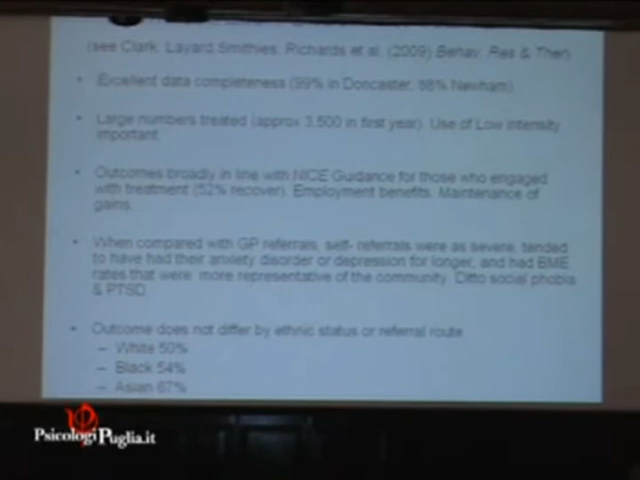 (see Clark, Layard, Smithies, Richards et al. (2009) Behav. Res & Ther)
• Excellent data completeness (99% in Doncaster, 88% Newham)
• Large numbers treated (approx 3,500 in first year). Use of Low intensity
important.
• Outcomes broadly in line with NICE Guidance for those who engaged
with treatment (52% recover). Employment benefits. Maintenance of
gains.
• When compared with GP referrals, self- referrals were as severe, tended
to have had their anxiety disorder or depression for longer, and had BME
rates that were more representative of the community. Ditto social phobia
& PTSD.
• Outcome does not differ by ethnic status or referral route
– White 50%
– Black 54%
– Asian 67%
PsicologiPuglia.it